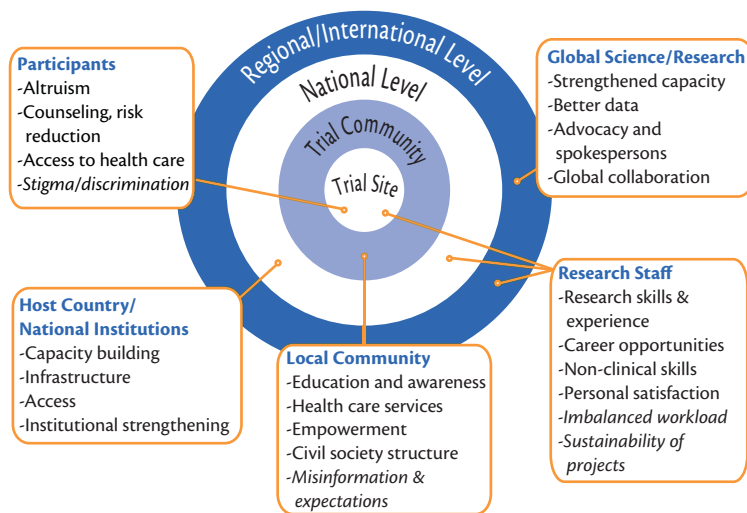 Regional/International Level
National Level
Trial Community
Trial Site
Participants
-Altruism
-Counseling, risk
reduction
-Access to health care
-Stigma/discrimination
Global Science/Research
-Strengthened capacity
-Better data
-Advocacy and
spokespersons
-Global collaboration
Host Country/
National Institutions
-Capacity building
-Infrastructure
-Access
-Institutional strengthening
Local Community
-Education and awareness
-Health care services
-Empowerment
-Civil society structure
-Misinformation &
expectations
Research Staff
-Research skills &
experience
-Career opportunities
-Non-clinical skills
-Personal satisfaction
-Imbalanced workload
-Sustainability of
projects